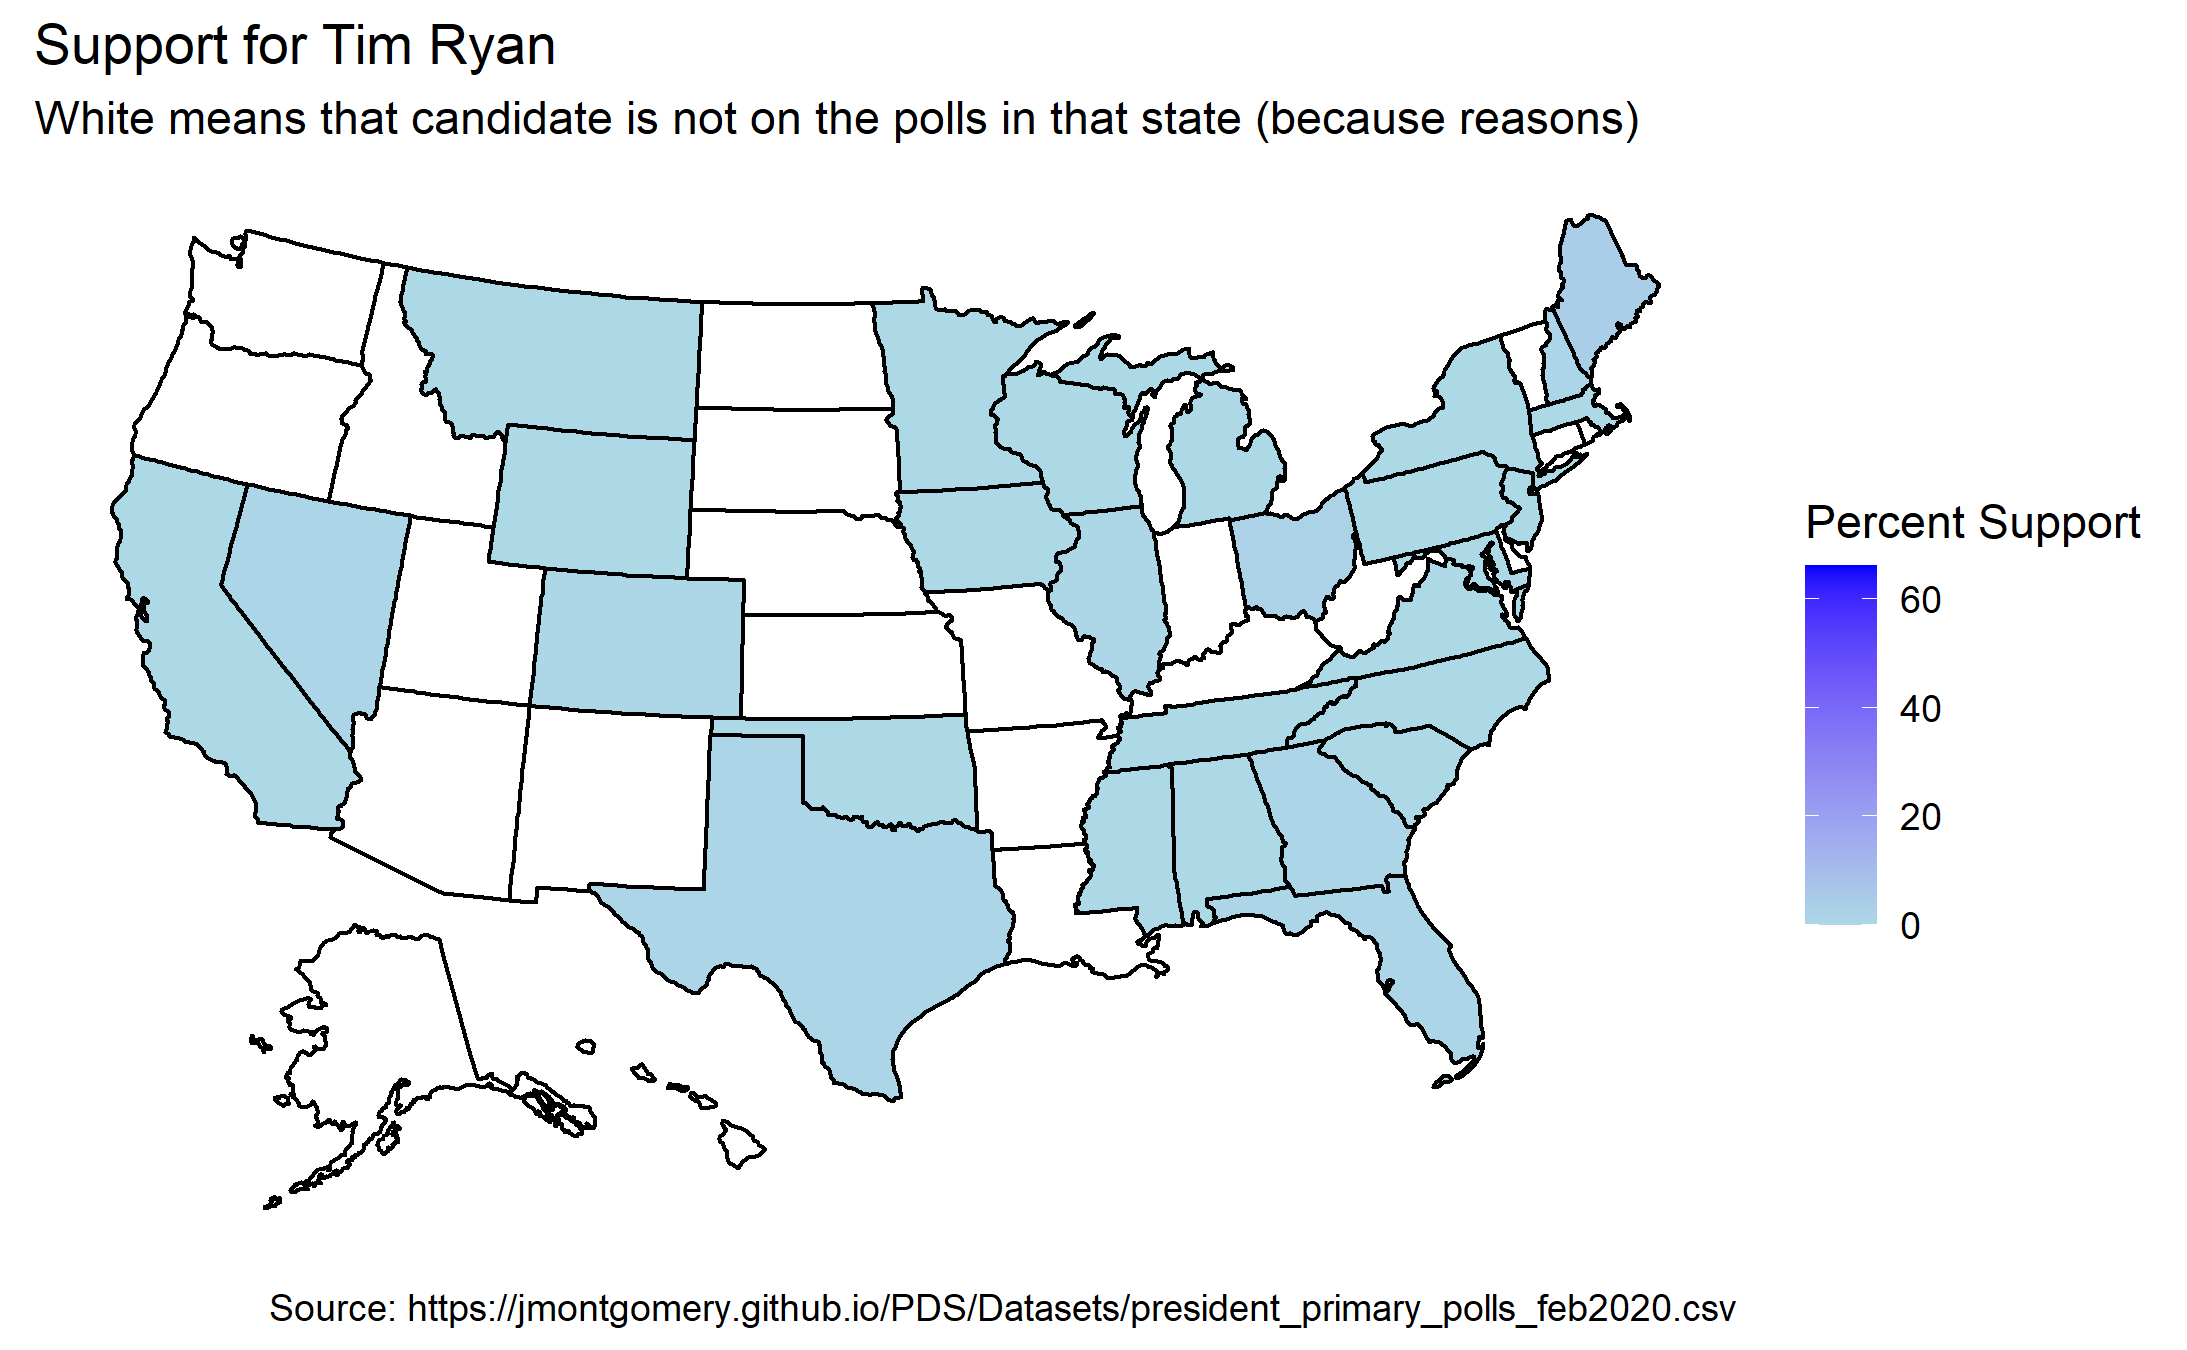 Support for Tim Ryan
White means that candidate is not on the polls in that state (because reasons)
Percent Support
60
40
20
0
Source: https://jmontgomery.github.io/PDS/Datasets/president_primary_polls_feb2020.csv